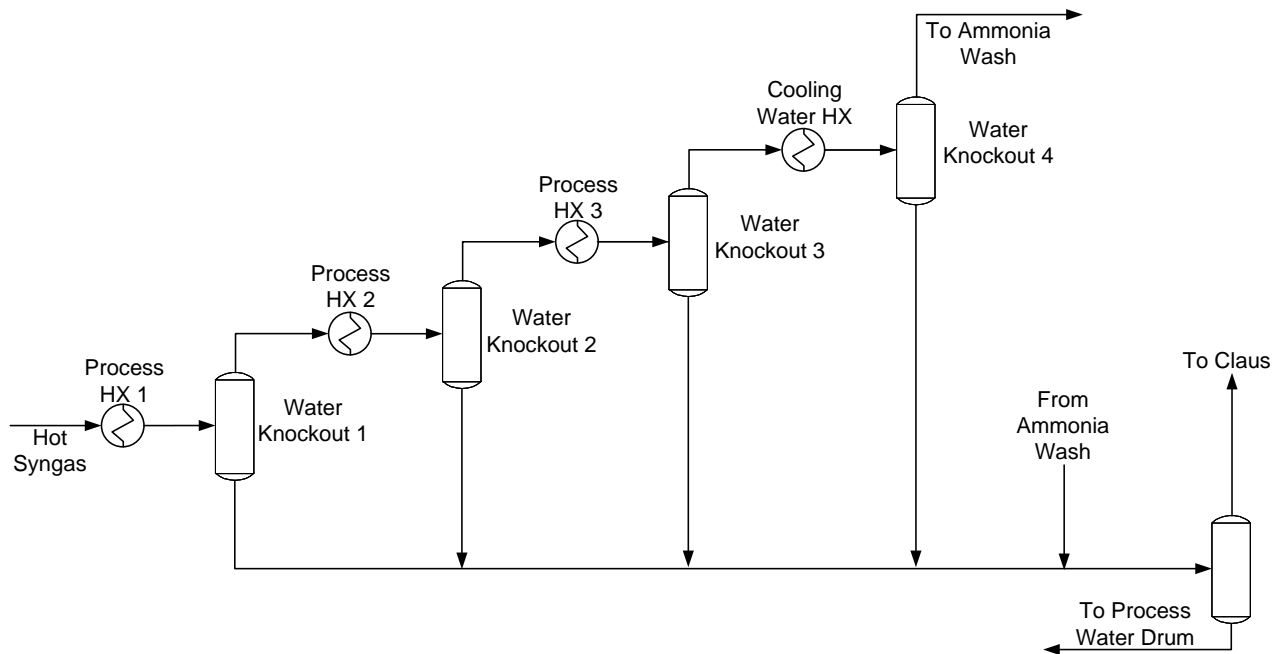 To Ammonia
Wash
Cooling
Water HX
Water
Knockout 4
Process
HX 3
Water
Knockout 3
Process
HX 2
Water
Knockout 2
Process
HX 1
Water
Knockout 1
Hot
Syngas
From
Ammonia
Wash
To Claus
To Process
Water Drum